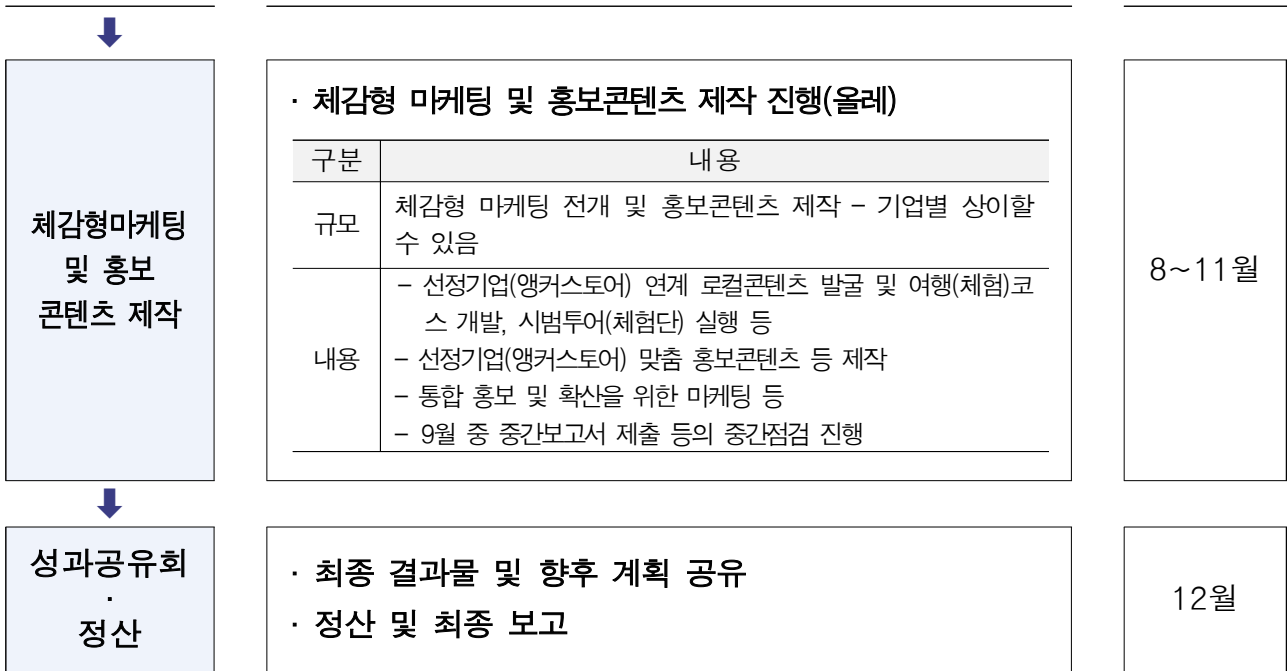 체감형마케팅
및 홍보
콘텐츠 제작
· 체감형 마케팅 및 홍보콘텐츠 제작 진행(올레)
구분 내용
규모 체감형 마케팅 전개 및 홍보콘텐츠 제작 – 기업별 상이할
수 있음
내용 – 선정기업(앵커스토어) 연계 로컬콘텐츠 발굴 및 여행(체험)코
스 개발, 시범투어(체험단) 실행 등
– 선정기업(앵커스토어) 맞춤 홍보콘텐츠 등 제작
– 통합 홍보 및 확산을 위한 마케팅 등
– 9월 중 중간보고서 제출 등의 중간점검 진행
8~11월
성과공유회
·
정산
· 최종 결과물 및 향후 계획 공유
· 정산 및 최종 보고
12월